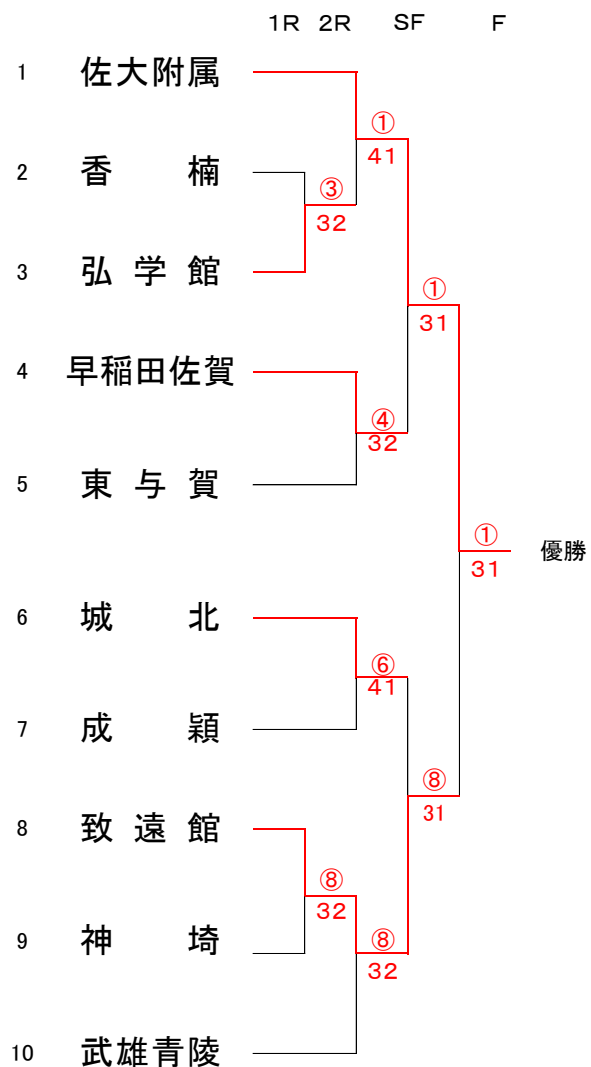 1R 2R SF F
1 佐大附属
①
41
2 香楠
③
32
3 弘学館
①
31
4 早稲田佐賀
④
32
5 東与賀
①
31
優勝
6 城北
⑥
41
7 成穎
⑧
31
8 致遠館
⑧
32
9 神埼
⑧
32
10 武雄青陵